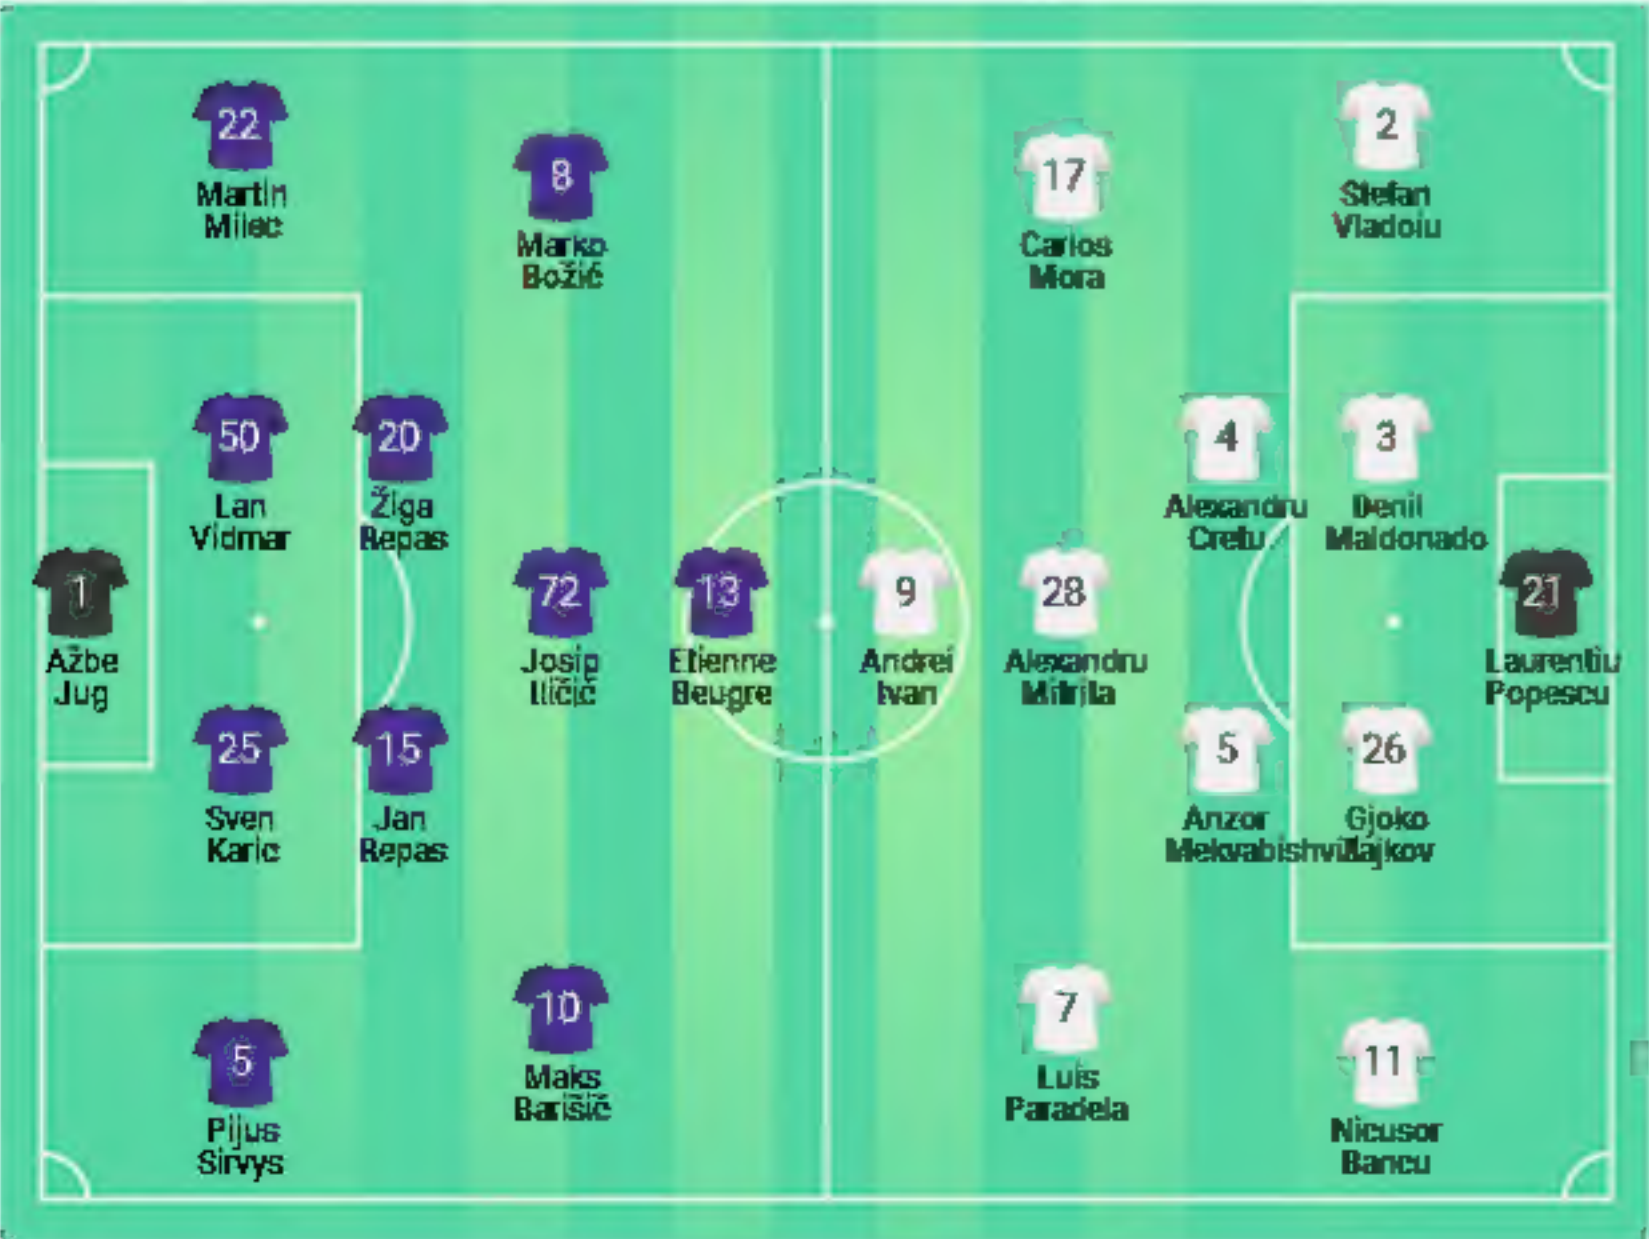 22
Martin
Milec
8
Marko
Božić
17
Carlos
Mora
2
Stefan
Vladoiu
50
Lan
Vidmar
20
Žiga
Repas
4
Alexandru
Cretu
3
Denil
Maldonado
1
Ažbe
Jug
72
Josip
Iličić
13
Etienne
Beugre
9
Andrei
Ivan
28
Alexandru
Mitrita
21
Laurentiu
Popescu
25
Sven
Karic
15
Jan
Repas
5
Anzor
Mekvabishvili
26
Gjoko
Zajkov
5
Pijus
Sirvys
10
Maks
Barišić
7
Luis
Paradela
11
Nicusor
Bancu